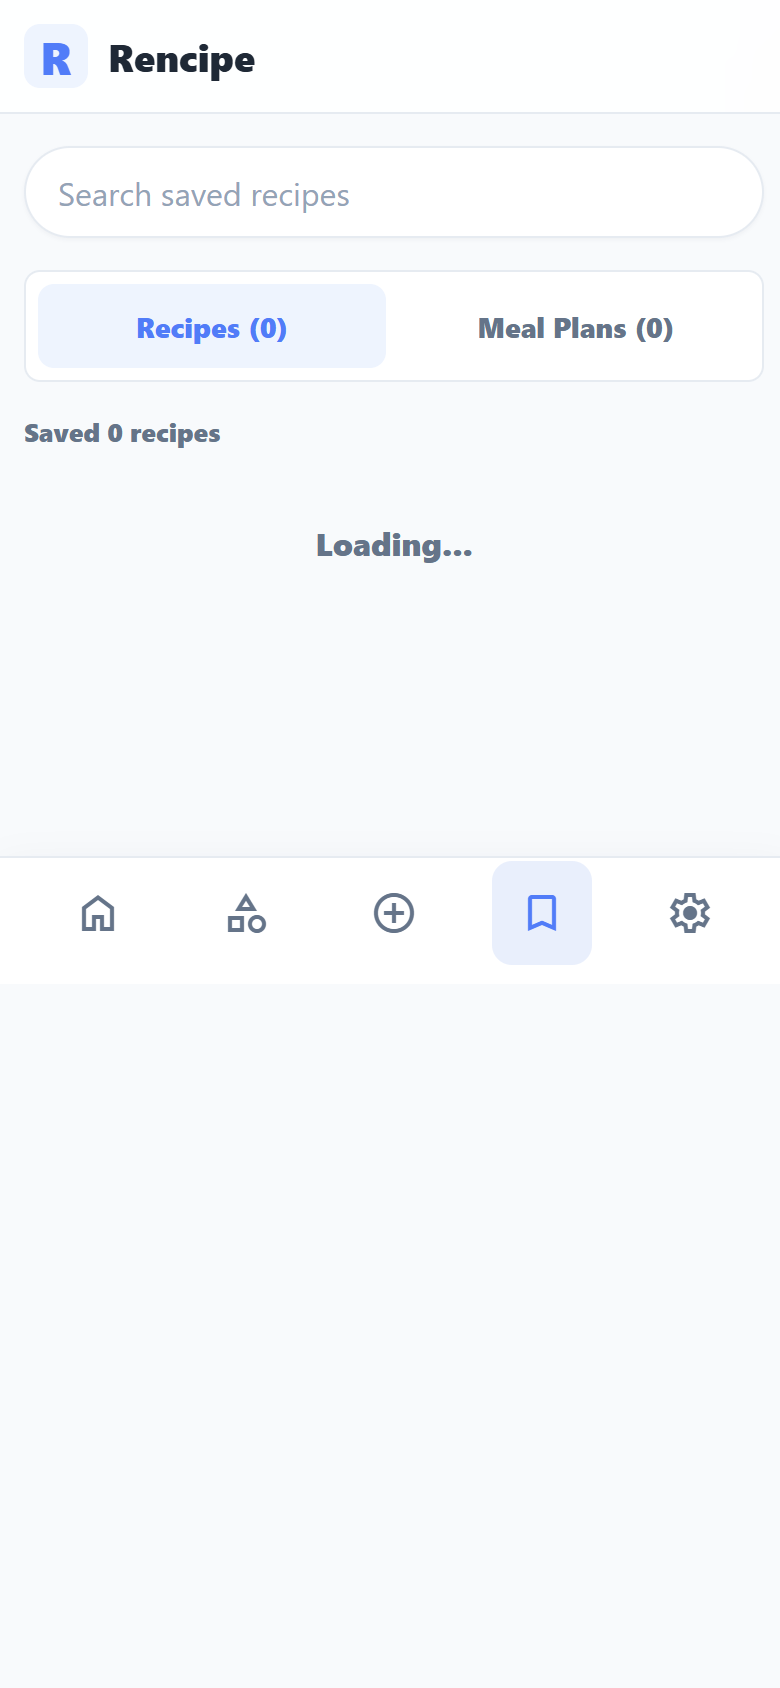 R Rencipe
Search saved recipes
Recipes (0) Meal Plans (0)
Saved 0 recipes
Loading...